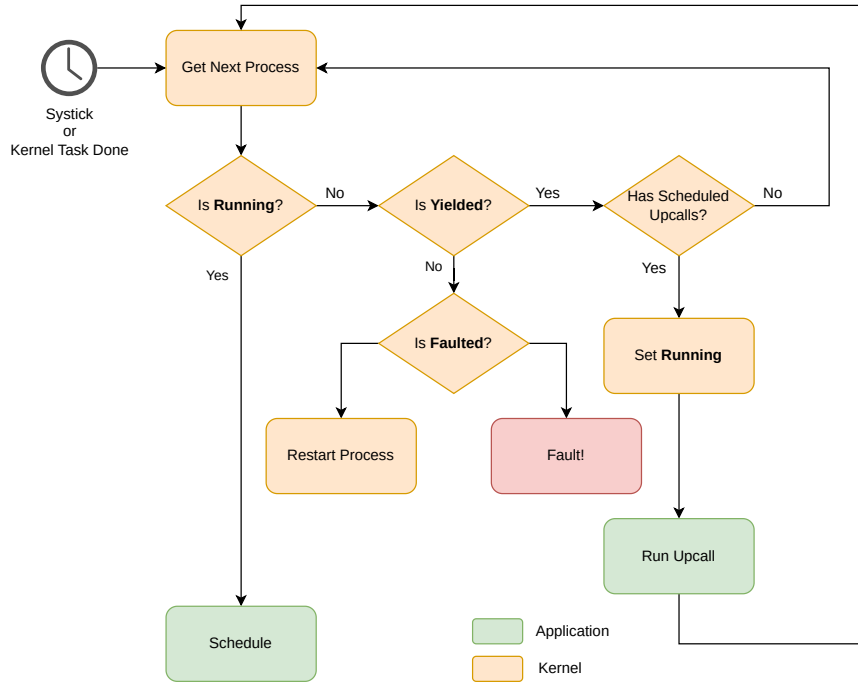 Get Next Process
Systick
or
Kernel Task Done
Is Running?
No
Is Yielded?
Yes
Has Scheduled
Upcalls?
No
Yes
No
Yes
Is Faulted?
Set Running
Restart Process
Fault!
Run Upcall
Schedule
Application
Kernel